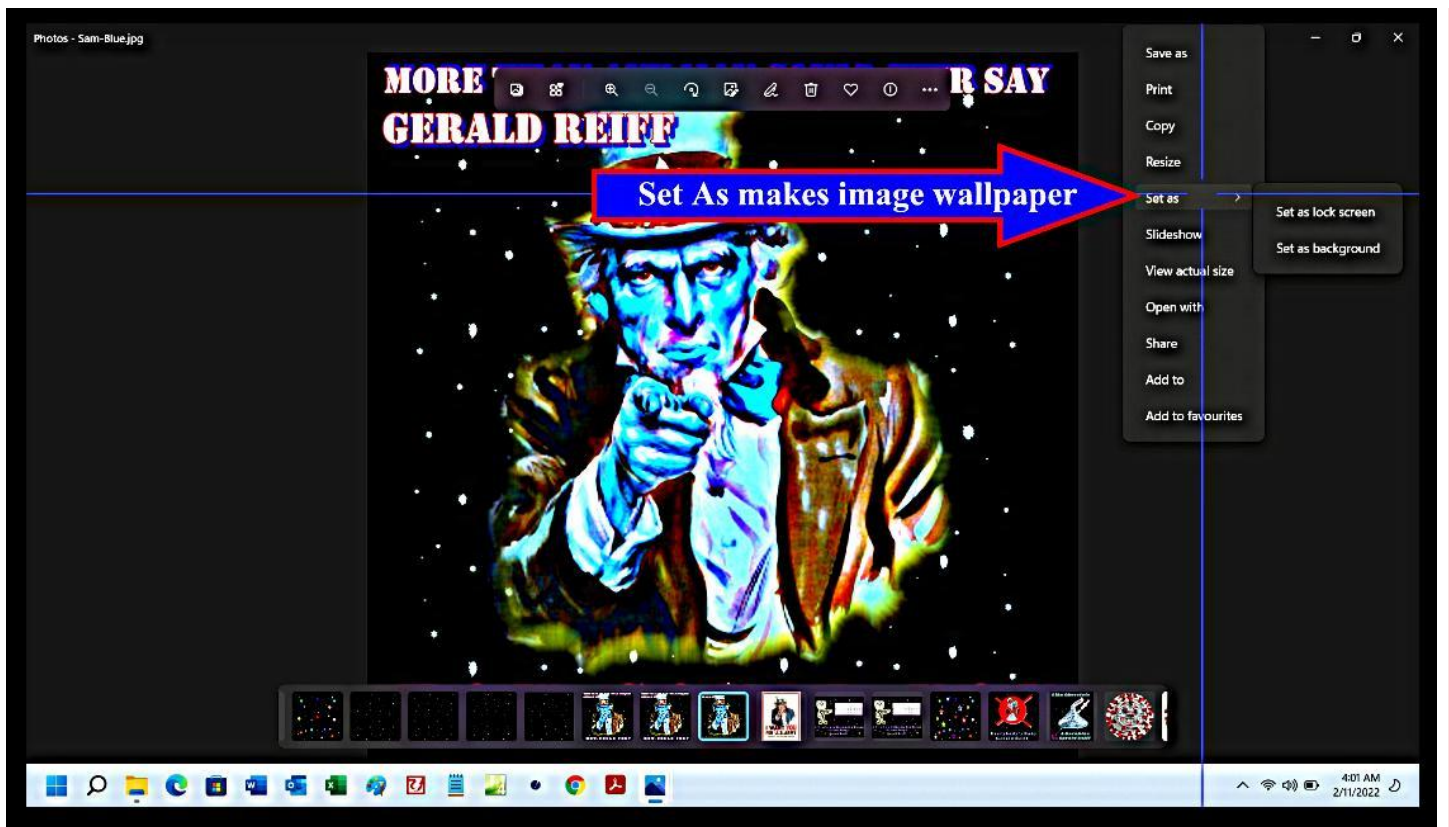 Photos - Sam-Blue.jpg
MORE
R SAY
GERALD REIFF
Set As makes image wallpaper
Save as
Print
Copy
Resize
Set as
Slideshow
View actual size
Open with
Share
Add to
Add to favourites
Set as lock screen
Set as background
I WANT YOU
4:01 AM
2/11/2022